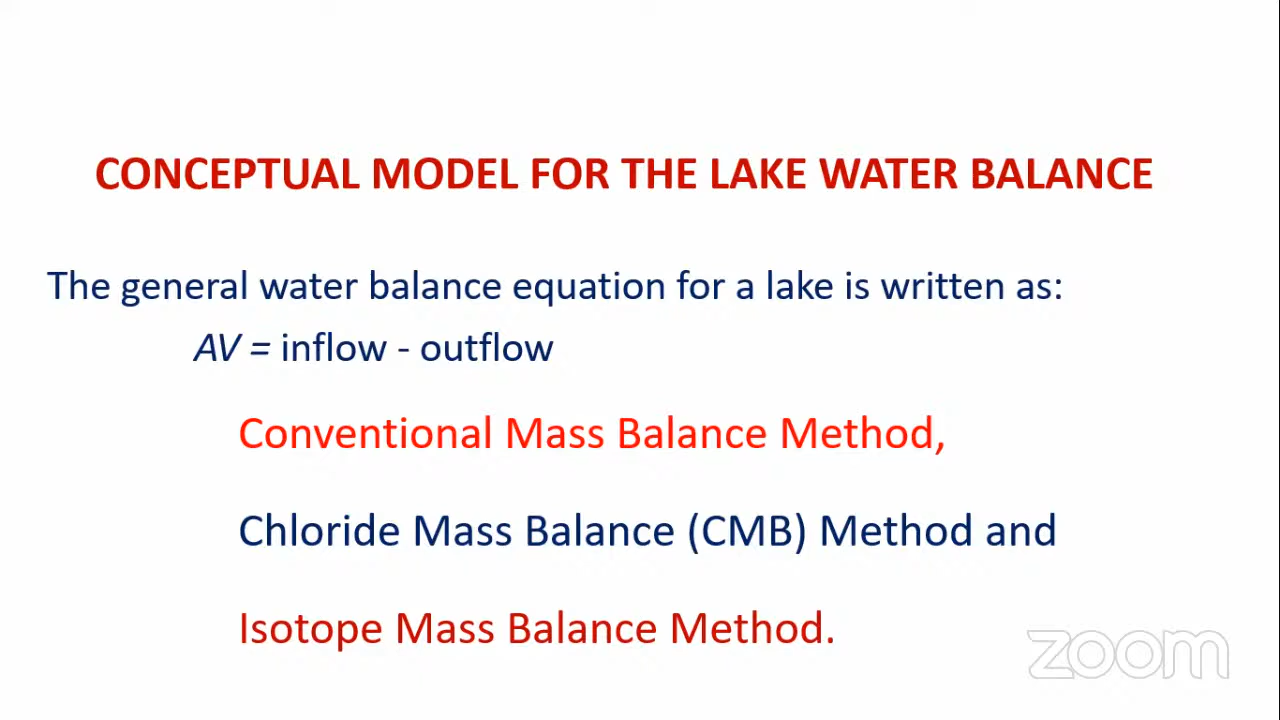 CONCEPTUAL MODEL FOR THE LAKE WATER BALANCE
The general water balance equation for a lake is written as:
AV = inflow - outflow
Conventional Mass Balance Method,
Chloride Mass Balance (CMB) Method and
Isotope Mass Balance Method.
zoom